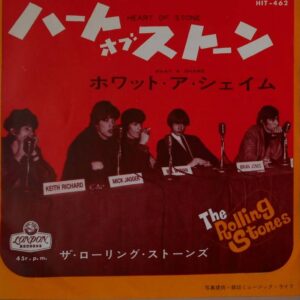 HIT-462
HEART OF STONE
ハート
オブ
ストーン
WHAT A SHAME
ホワット・ア・シェイム
KEITH RICHARD
MICK JAGGER
BRIAN JONES
The
Rolling
Stones
LONDON
RECORDS
45r.p.m.
ザ・ローリング・ストーンズ